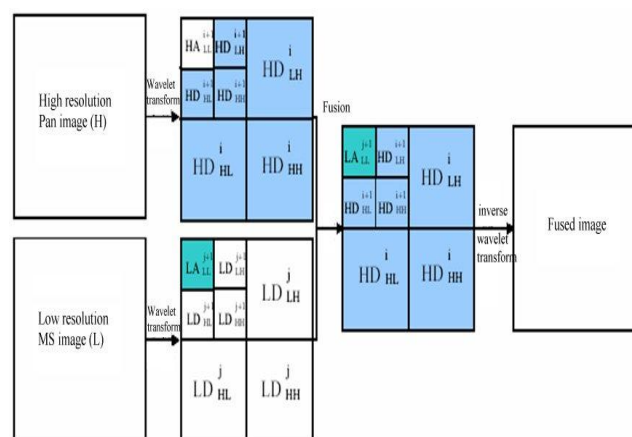 High resolution
Pan image (H)
Wavelet
transform
HA i+1 LL
HD i+1 LH
HD i LH
HD i+1 HL
HD i+1 HH
HD i HL
HD i HH
Low resolution
MS image (L)
Wavelet
transform
LA j+1 LL
LD j+1 LH
LD j LH
LD j+1 HL
LD j+1 HH
LD j HL
LD j HH
Fusion
LA j+1 LL
HD i+1 LH
HD i LH
HD i+1 HL
HD i+1 HH
HD i HL
HD i HH
inverse
wavelet
transform
Fused image